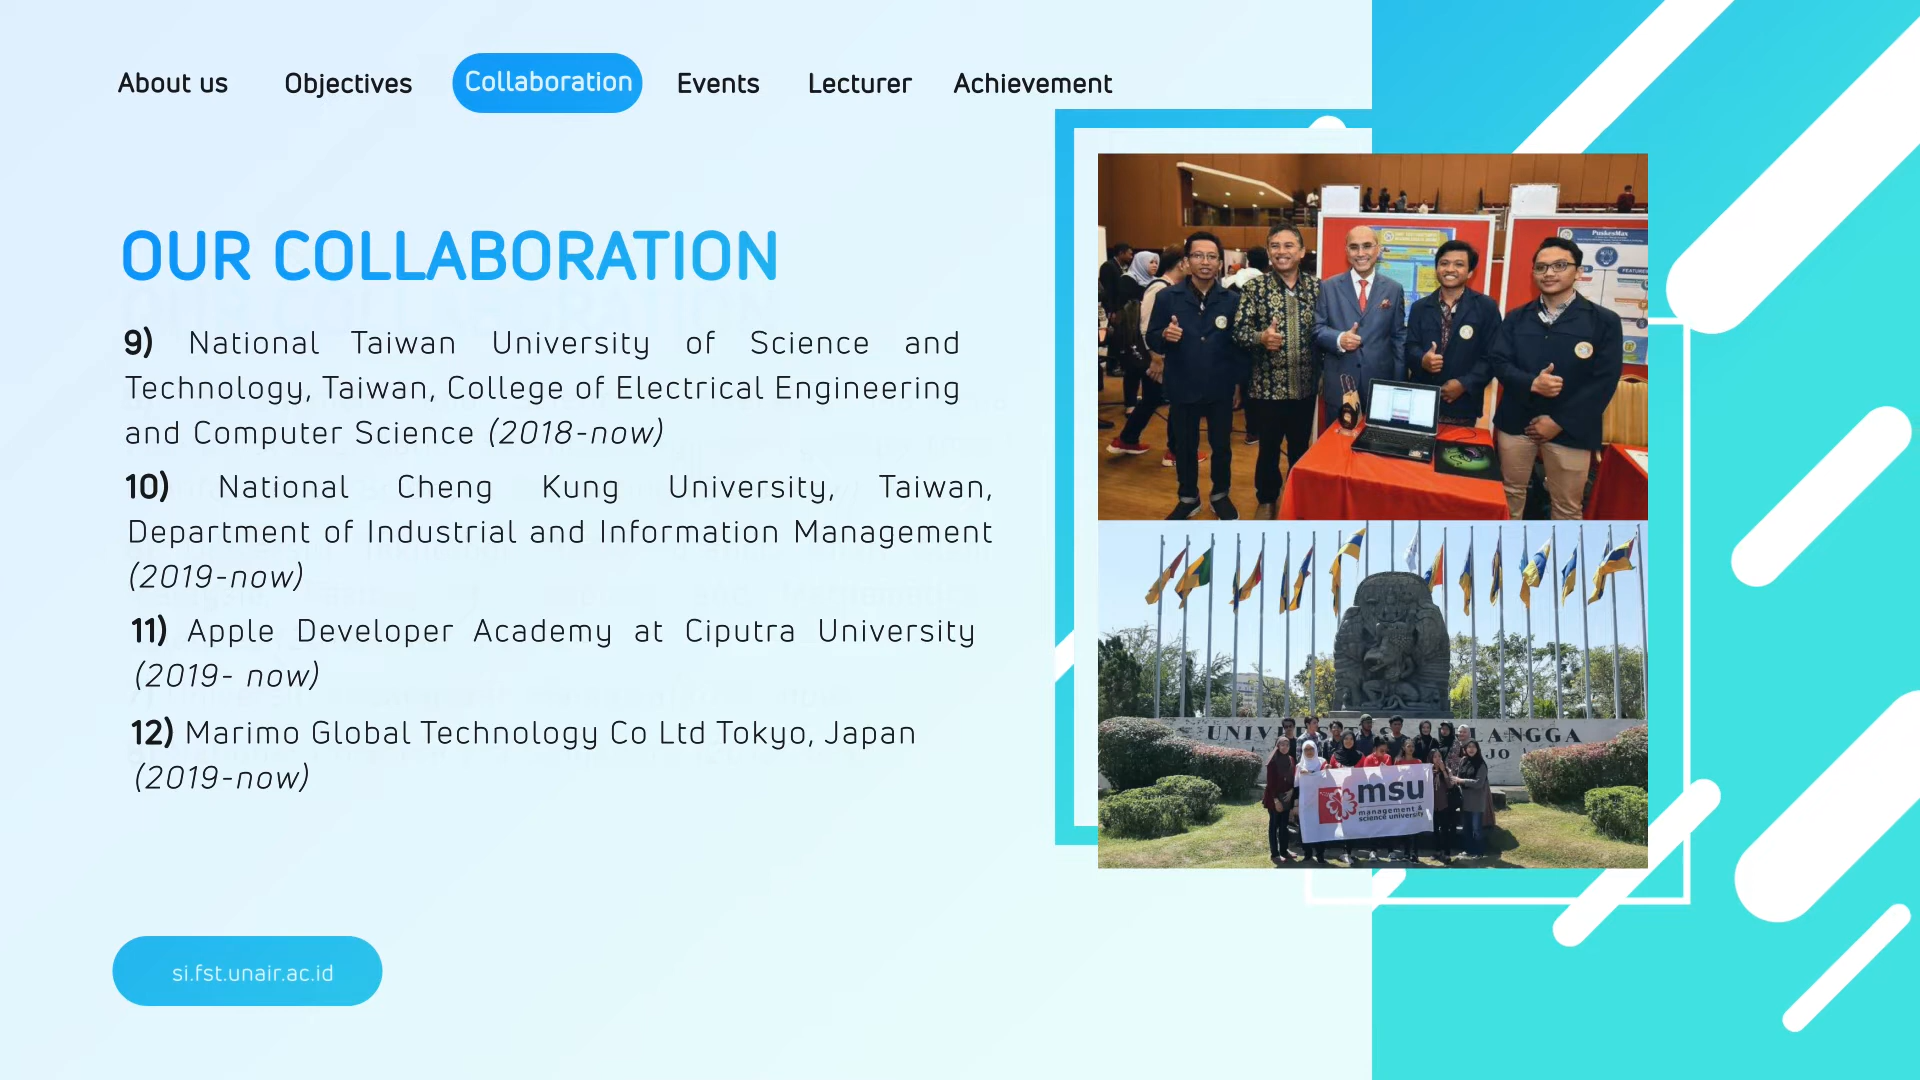 About us Objectives Collaboration Events Lecturer Achievement
OUR COLLABORATION
9) National Taiwan University of Science and
Technology, Taiwan, College of Electrical Engineering
and Computer Science (2018-now)
10) National Cheng Kung University, Taiwan,
Department of Industrial and Information Management
(2019-now)
11) Apple Developer Academy at Ciputra University
(2019- now)
12) Marimo Global Technology Co Ltd Tokyo, Japan
(2019-now)
PuskesMas
FEATURES
msu
management &
science university
si.fst.unair.ac.id